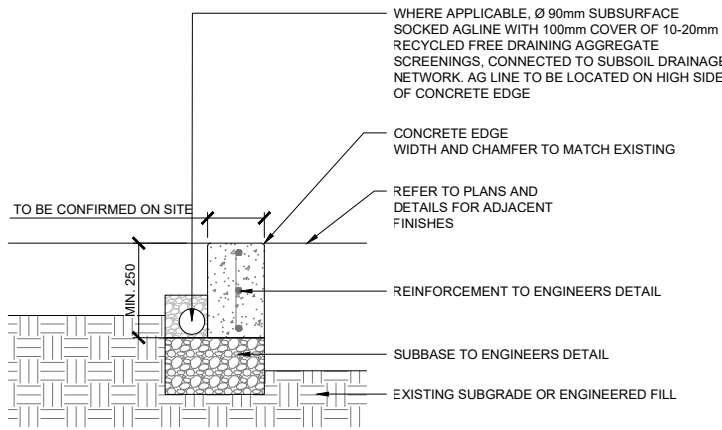 WHERE APPLICABLE, Ø 90mm SUBSURFACE
SOCKED AGLINE WITH 100mm COVER OF 10-20mm
RECYCLED FREE DRAINING AGGREGATE
SCREENINGS, CONNECTED TO SUBSOIL DRAINAGE
NETWORK. AG LINE TO BE LOCATED ON HIGH SIDE
OF CONCRETE EDGE
CONCRETE EDGE
WIDTH AND CHAMFER TO MATCH EXISTING
TO BE CONFIRMED ON SITE
REFER TO PLANS AND
DETAILS FOR ADJACENT
FINISHES
MIN. 250
REINFORCEMENT TO ENGINEERS DETAIL
SUBBASE TO ENGINEERS DETAIL
EXISTING SUBGRADE OR ENGINEERED FILL